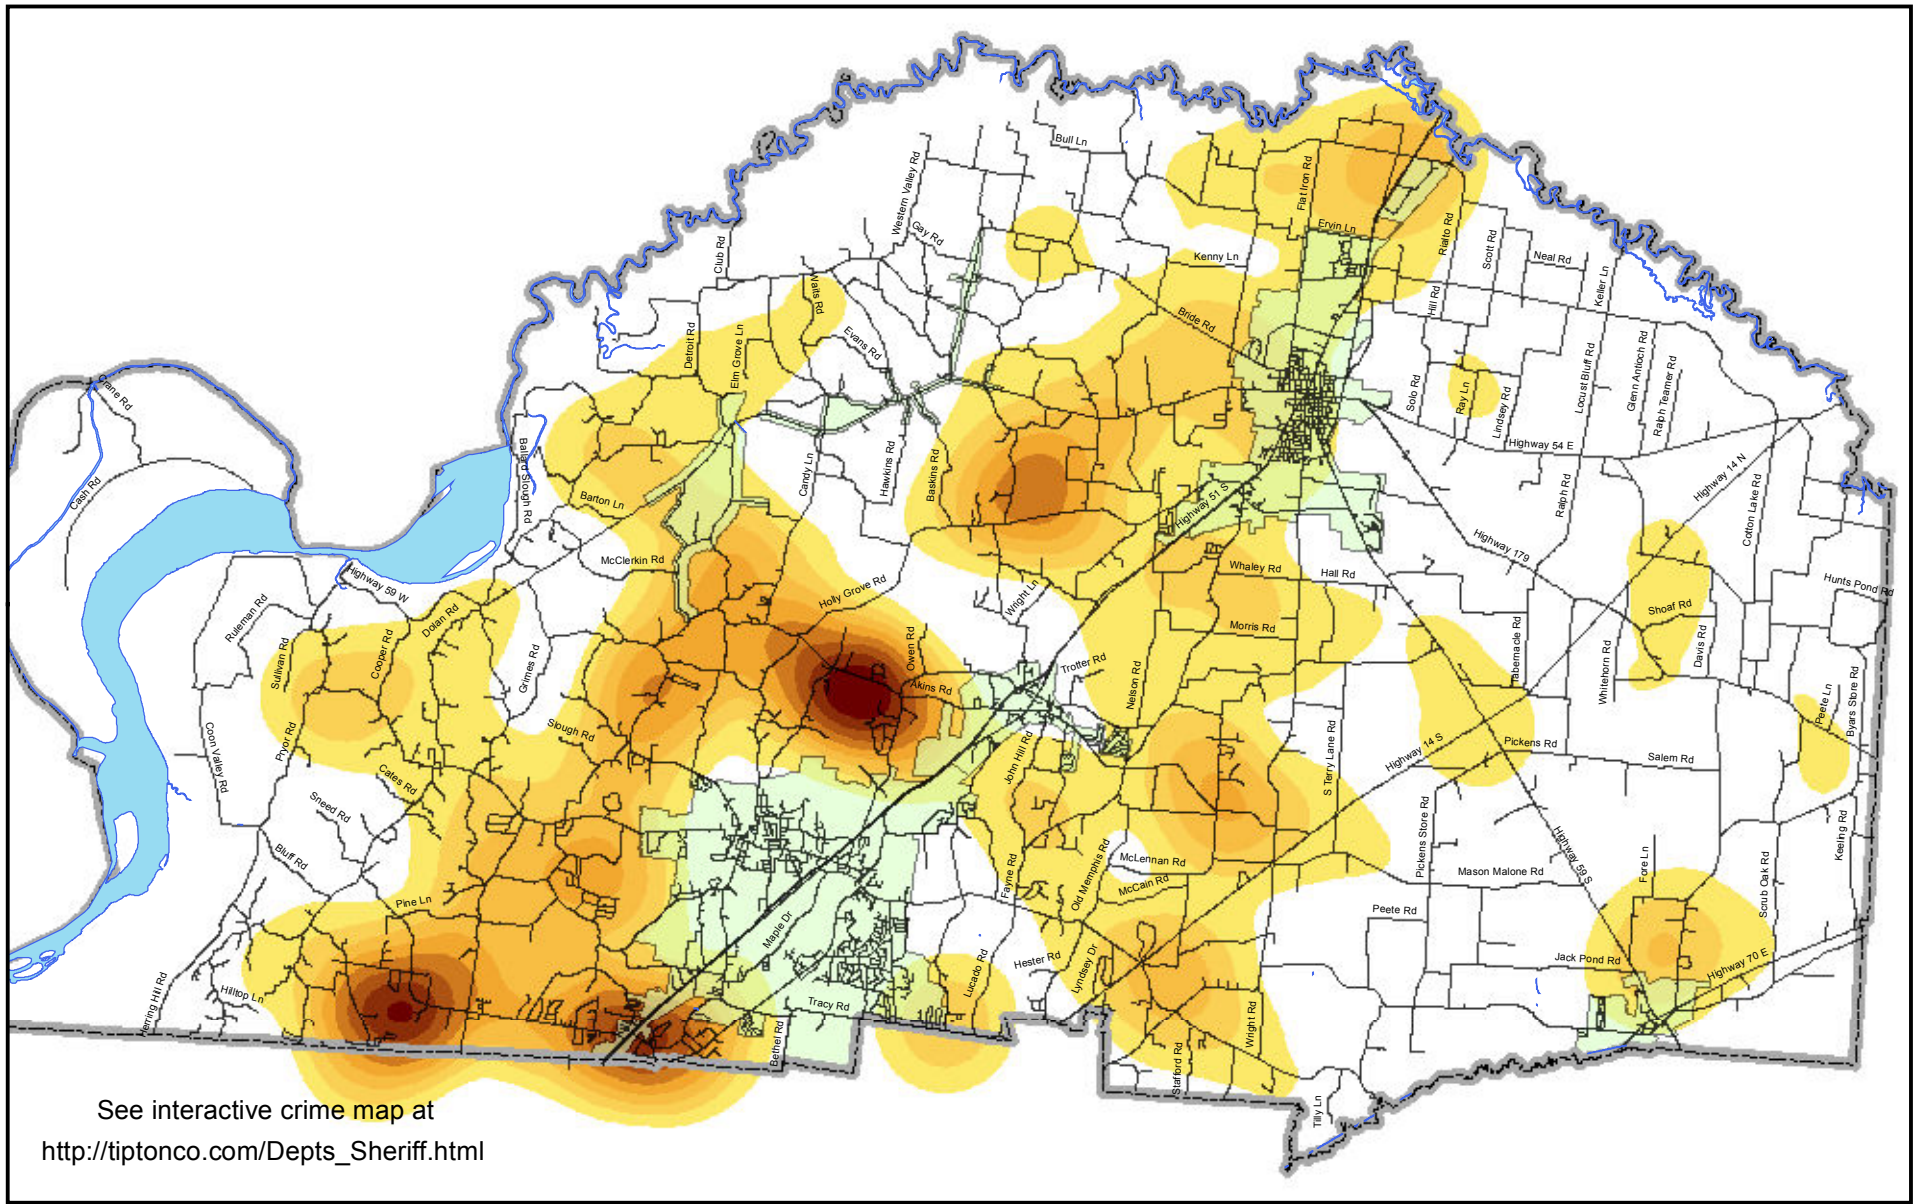 Bull Ln
Western Valley Rd
Gay Rd
Club Rd
Flat Iron Rd
Ervin Ln
Rialto Rd
Scott Rd
Neal Rd
Keller Ln
Kenny Ln
Hill Rd
Waits Rd
Bride Rd
Detroit Rd
Elm Grove Ln
Evans Rd
Crane Rd
Solo Rd
Ray Ln
Lindsey Rd
Locust Bluff Rd
Glenn Antioch Rd
Ralph Teamer Rd
Highway 54 E
Ballard Slough Rd
Cash Rd
Barton Ln
Candy Ln
Hawkins Rd
Baskins Rd
Highway 51 S
Ralph Rd
Highway 14 N
Cotton Lake Rd
Highway 179
McClerkin Rd
Highway 59 W
Holly Grove Rd
Wright Ln
Whaley Rd
Hall Rd
Hunts Pond Rd
Ruleman Rd
Dolan Rd
Shoaf Rd
Morris Rd
Sullivan Rd
Cooper Rd
Grimes Rd
Owen Rd
Akins Rd
Trotter Rd
Nelson Rd
Tabernacle Rd
Whitehorn Rd
Davis Rd
Peete Ln
Byars Store Rd
Coon Valley Rd
Pryor Rd
Slough Rd
John Hill Rd
S Terry Lane Rd
Highway 14 S
Pickens Rd
Salem Rd
Cates Rd
Sneed Rd
Pickens Store Rd
Highway 59 S
Keeling Rd
Bluff Rd
Fayne Rd
Old Memphis Rd
McLennan Rd
McCain Rd
Mason Malone Rd
Fore Ln
Scrub Oak Rd
Pine Ln
Maple Dr
Peete Rd
Herring Hill Rd
Hilltop Ln
Lucado Rd
Hester Rd
Lyndsey Dr
Jack Pond Rd
Highway 70 E
Tracy Rd
Bethel Rd
Wright Rd
Stafford Rd
Tilly Ln
See interactive crime map at
http://tiptonco.com/Depts_Sheriff.html